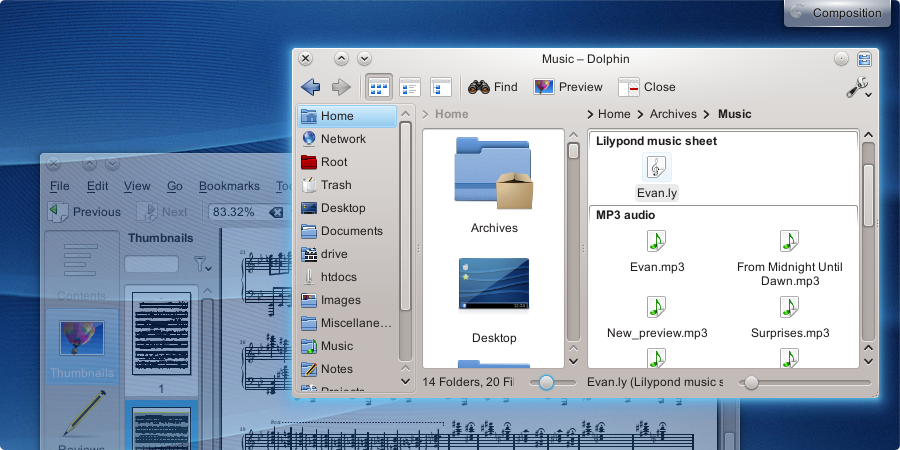 Composition
Music – Dolphin
Find
Preview
Close
Home
Network
Root
Trash
Desktop
Documents
drive
htdocs
Images
Miscellane...
Music
Notes
Projects
Home
Archives
Desktop
14 Folders, 20 Fil
Home Archives Music
Lilypond music sheet
Evan.ly
MP3 audio
Evan.mp3
From Midnight Until
Dawn.mp3
New_preview.mp3
Surprises.mp3
Evan.ly (Lilypond music s
File Edit View Go Bookmarks Too
Previous Next 83.32%
Thumbnails
Contents
Thumbnails
Reviews
1